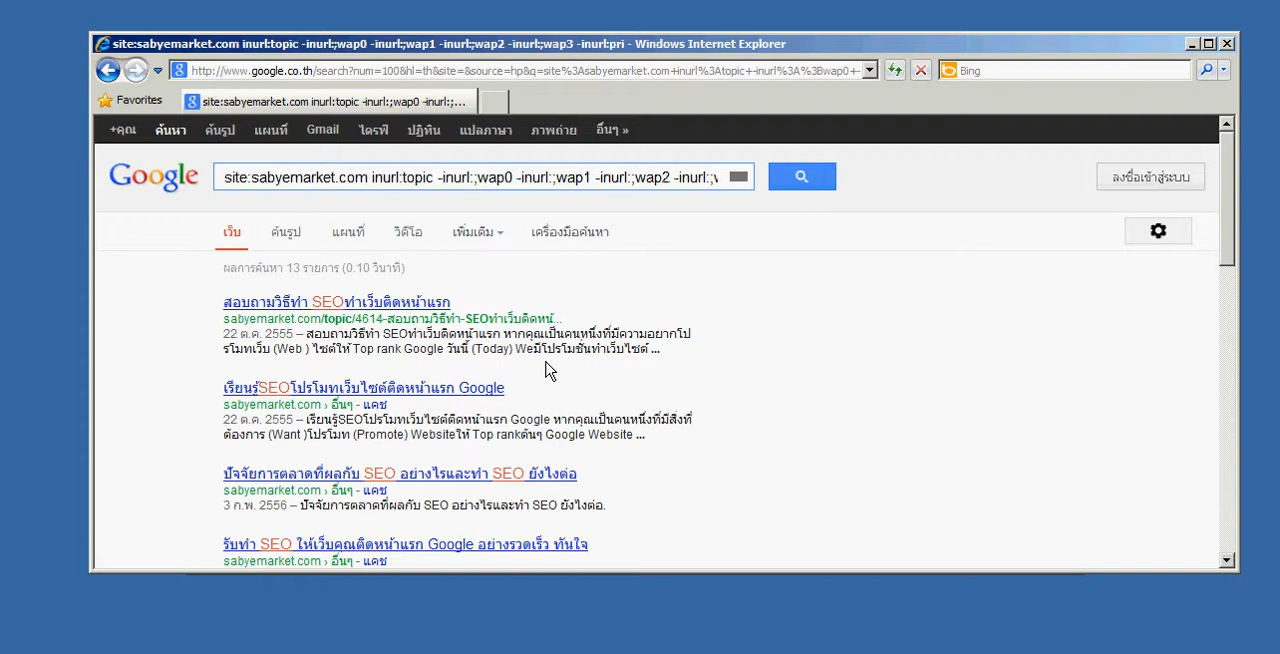 site:sabyemarket.com inurl:topic -inurl:;wap0 -inurl:;wap1 -inurl:;wap2 -inurl:;wap3 -inurl:pri - Windows Internet Explorer
http://www.google.co.th/search?num=100&hl=th&site=&source=hp&q=site%3Asabyemarket.com+inurl%3Atopic+-inurl%3A%3Bwap0+-
Bing
Favorites
site:sabyemarket.com inurl:topic -inurl:;wap0 -inurl:;...
+คุณ ค้นหา ค้นรูป แผนที่ Gmail ไดรฟ์ ปฏิทิน แปลภาษา ภาพถ่าย อื่นๆ »
Google
site:sabyemarket.com inurl:topic -inurl:;wap0 -inurl:;wap1 -inurl:;wap2 -inurl:;v
ลงชื่อเข้าสู่ระบบ
เว็บ ค้นรูป แผนที่ วิดีโอ เพิ่มเติม เครื่องมือค้นหา
ผลการค้นหา 13 รายการ (0.10 วินาที)
สอบถามวิธีทำ SEOทำเว็บติดหน้าแรก
sabyemarket.com/topic/4614-สอบถามวิธีทำ-SEOทำเว็บติดหน้...
22 ต.ค. 2555 – สอบถามวิธีทำ SEOทำเว็บติดหน้าแรก หากคุณเป็นคนหนึ่งที่มีความอยากโป
รโมทเว็บ (Web ) ไซต์ให้ Top rank Google วันนี้ (Today) Weมีโปรโมชั่นทำเว็บไซต์ ...
เรียนรู้SEOโปรโมทเว็บไซต์ติดหน้าแรก Google
sabyemarket.com › อื่นๆ - แคช
22 ต.ค. 2555 – เรียนรู้SEOโปรโมทเว็บไซต์ติดหน้าแรก Google หากคุณเป็นคนหนึ่งที่มีสิ่งที่
ต้องการ (Want )โปรโมท (Promote) Websiteให้ Top rankต้นๆ Google Website ...
ปัจจัยการตลาดที่ผลกับ SEO อย่างไรและทำ SEO ยังไงต่อ
sabyemarket.com › อื่นๆ - แคช
3 ก.พ. 2556 – ปัจจัยการตลาดที่ผลกับ SEO อย่างไรและทำ SEO ยังไงต่อ.
รับทำ SEO ให้เว็บคุณติดหน้าแรก Google อย่างรวดเร็ว ทันใจ
sabyemarket.com › อื่นๆ - แคช